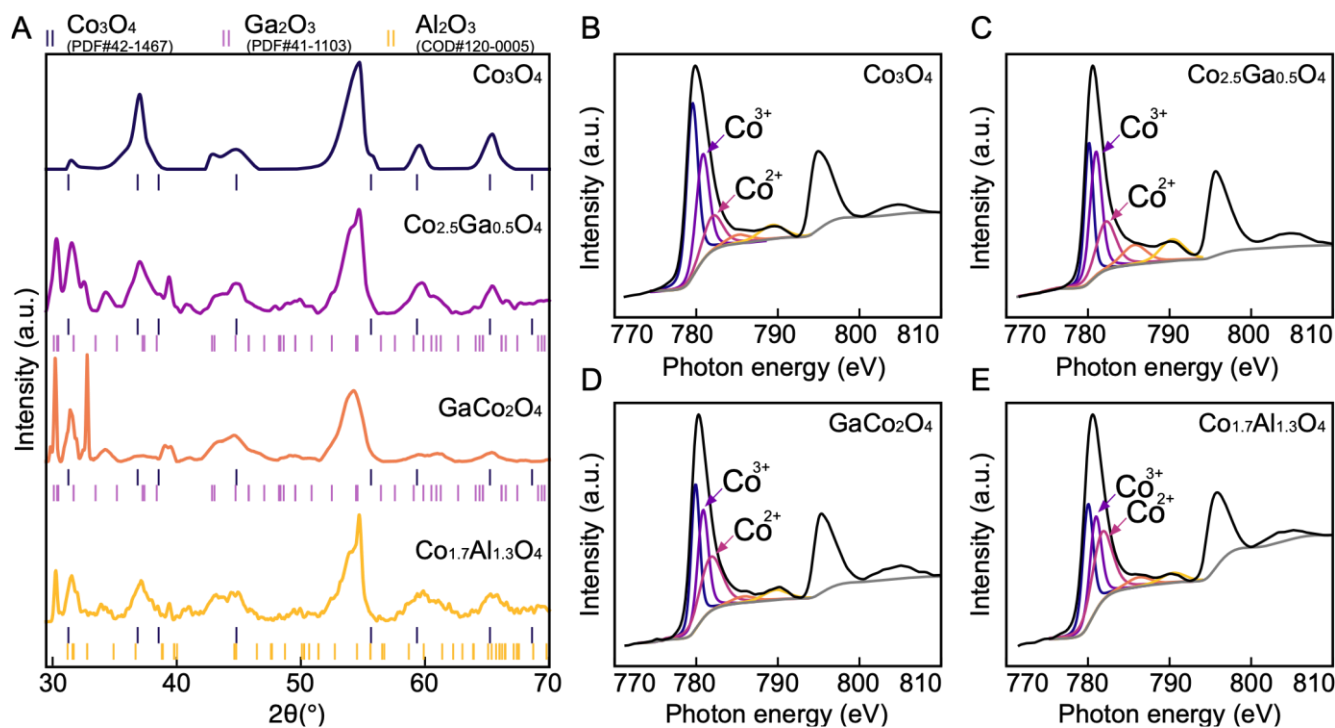 A
Co₃O₄
(PDF#42-1467)
Ga₂O₃
(PDF#41-1103)
Al₂O₃
(COD#120-0005)
Co₃O₄
Co₂.₅Ga₀.₅O₄
GaCo₂O₄
Co₁.₇Al₁.₃O₄
Intensity (a.u.)
30 40 50 60 70
2θ(°)
B
Co₃O₄
Co³⁺
Co²⁺
Intensity (a.u.)
770 780 790 800 810
Photon energy (eV)
C
Co₂.₅Ga₀.₅O₄
Co³⁺
Co²⁺
Intensity (a.u.)
770 780 790 800 810
Photon energy (eV)
D
GaCo₂O₄
Co³⁺
Co²⁺
Intensity (a.u.)
770 780 790 800 810
Photon energy (eV)
E
Co₁.₇Al₁.₃O₄
Co³⁺
Co²⁺
Intensity (a.u.)
770 780 790 800 810
Photon energy (eV)